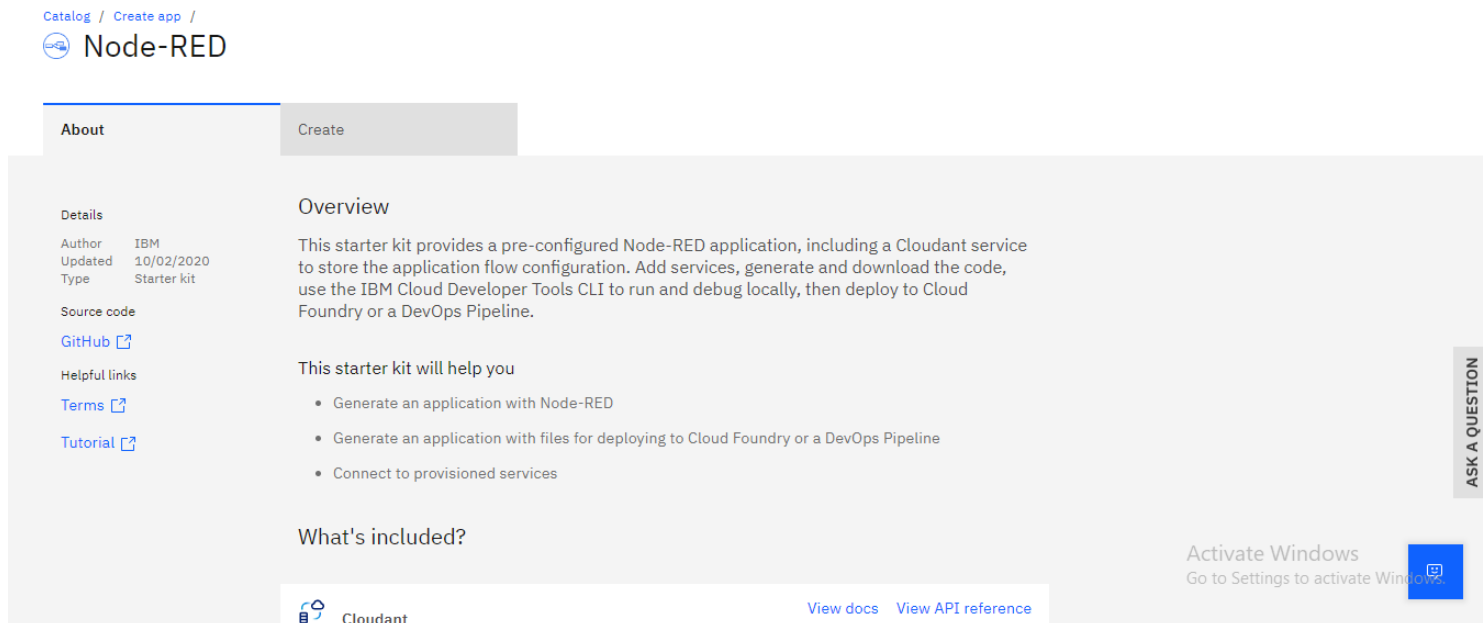 Catalog / Create app /
Node-RED
About
Create
Details
Author IBM
Updated 10/02/2020
Type Starter kit
Source code
GitHub
Helpful links
Terms
Tutorial
Overview
This starter kit provides a pre-configured Node-RED application, including a Cloudant service
to store the application flow configuration. Add services, generate and download the code,
use the IBM Cloud Developer Tools CLI to run and debug locally, then deploy to Cloud
Foundry or a DevOps Pipeline.
This starter kit will help you
• Generate an application with Node-RED
• Generate an application with files for deploying to Cloud Foundry or a DevOps Pipeline
• Connect to provisioned services
What's included?
Cloudant
View docs View API reference
ASK A QUESTION
Activate Windows
Go to Settings to activate Windows.